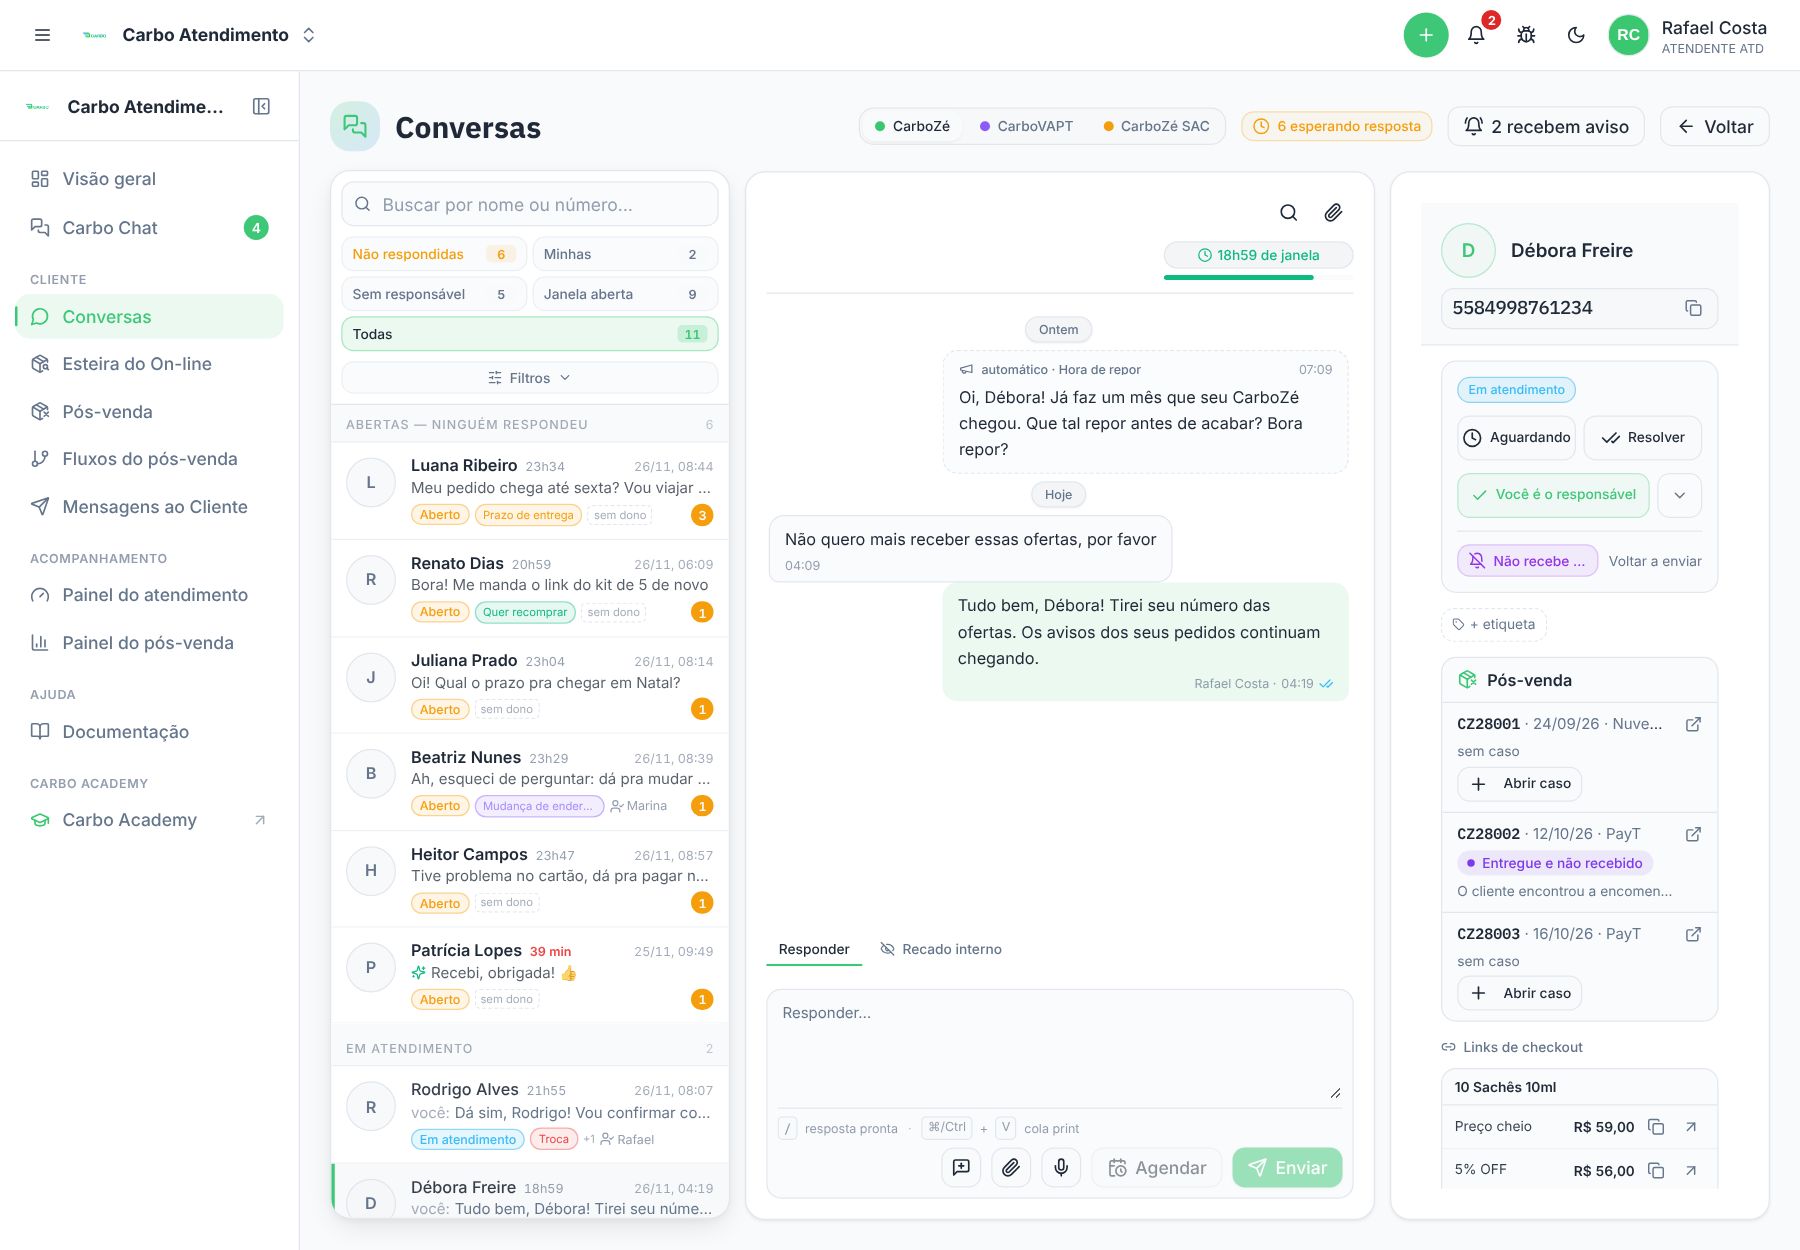 Carbo Atendimento
2
Rafael Costa
ATENDENTE ATD
RC
Carbo Atendime...
Visão geral
Carbo Chat
4
CLIENTE
Conversas
Esteira do On-line
Pós-venda
Fluxos do pós-venda
Mensagens ao Cliente
ACOMPANHAMENTO
Painel do atendimento
Painel do pós-venda
AJUDA
Documentação
CARBO ACADEMY
Carbo Academy
Conversas
CarboZé
CarboVAPT
CarboZé SAC
6 esperando resposta
2 recebem aviso
Voltar
Buscar por nome ou número...
Não respondidas 6
Minhas 2
Sem responsável 5
Janela aberta 9
Todas 11
Filtros
ABERTAS — NINGUÉM RESPONDEU 6
L
Luana Ribeiro 23h34 26/11, 08:44
Meu pedido chega até sexta? Vou viajar ...
Aberto Prazo de entrega sem dono 3
R
Renato Dias 20h59 26/11, 06:09
Bora! Me manda o link do kit de 5 de novo
Aberto Quer recomprar sem dono 1
J
Juliana Prado 23h04 26/11, 08:14
Oi! Qual o prazo pra chegar em Natal?
Aberto sem dono 1
B
Beatriz Nunes 23h29 26/11, 08:39
Ah, esqueci de perguntar: dá pra mudar ...
Aberto Mudança de ender... Marina 1
H
Heitor Campos 23h47 26/11, 08:57
Tive problema no cartão, dá pra pagar n...
Aberto sem dono 1
P
Patrícia Lopes 39 min 25/11, 09:49
Recebi, obrigada! 👍
Aberto sem dono 1
EM ATENDIMENTO 2
R
Rodrigo Alves 21h55 26/11, 08:07
você: Dá sim, Rodrigo! Vou confirmar co...
Em atendimento Troca +1 Rafael
D
Débora Freire 18h59 26/11, 04:19
você: Tudo bem, Débora! Tirei seu núme...
18h59 de janela
Ontem
automático · Hora de repor 07:09
Oi, Débora! Já faz um mês que seu CarboZé
chegou. Que tal repor antes de acabar? Bora
repor?
Hoje
Não quero mais receber essas ofertas, por favor
04:09
Tudo bem, Débora! Tirei seu número das
ofertas. Os avisos dos seus pedidos continuam
chegando.
Rafael Costa · 04:19
Responder
Recado interno
Responder...
/ resposta pronta · ⌘/Ctrl + V cola print
Agendar
Enviar
D
Débora Freire
5584998761234
Em atendimento
Aguardando
Resolver
Você é o responsável
Não recebe ...
Voltar a enviar
+ etiqueta
Pós-venda
CZ28001 · 24/09/26 · Nuve...
sem caso
Abrir caso
CZ28002 · 12/10/26 · PayT
Entregue e não recebido
O cliente encontrou a encomen...
CZ28003 · 16/10/26 · PayT
sem caso
Abrir caso
Links de checkout
10 Sachês 10ml
Preço cheio R$ 59,00
5% OFF R$ 56,00